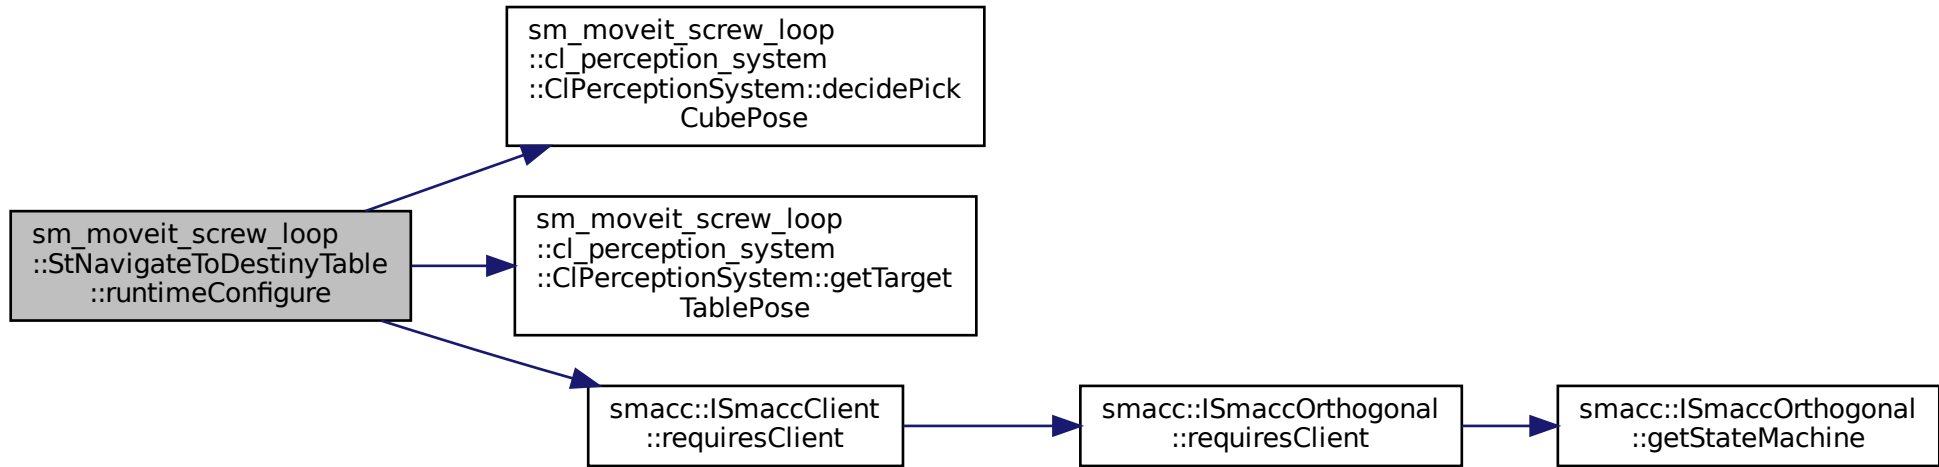 sm_moveit_screw_loop
::cl_perception_system
::ClPerceptionSystem::decidePick
CubePose
sm_moveit_screw_loop
::StNavigateToDestinyTable
::runtimeConfigure
sm_moveit_screw_loop
::cl_perception_system
::ClPerceptionSystem::getTarget
TablePose
smacc::ISmaccClient
::requiresClient
smacc::ISmaccOrthogonal
::requiresClient
smacc::ISmaccOrthogonal
::getStateMachine